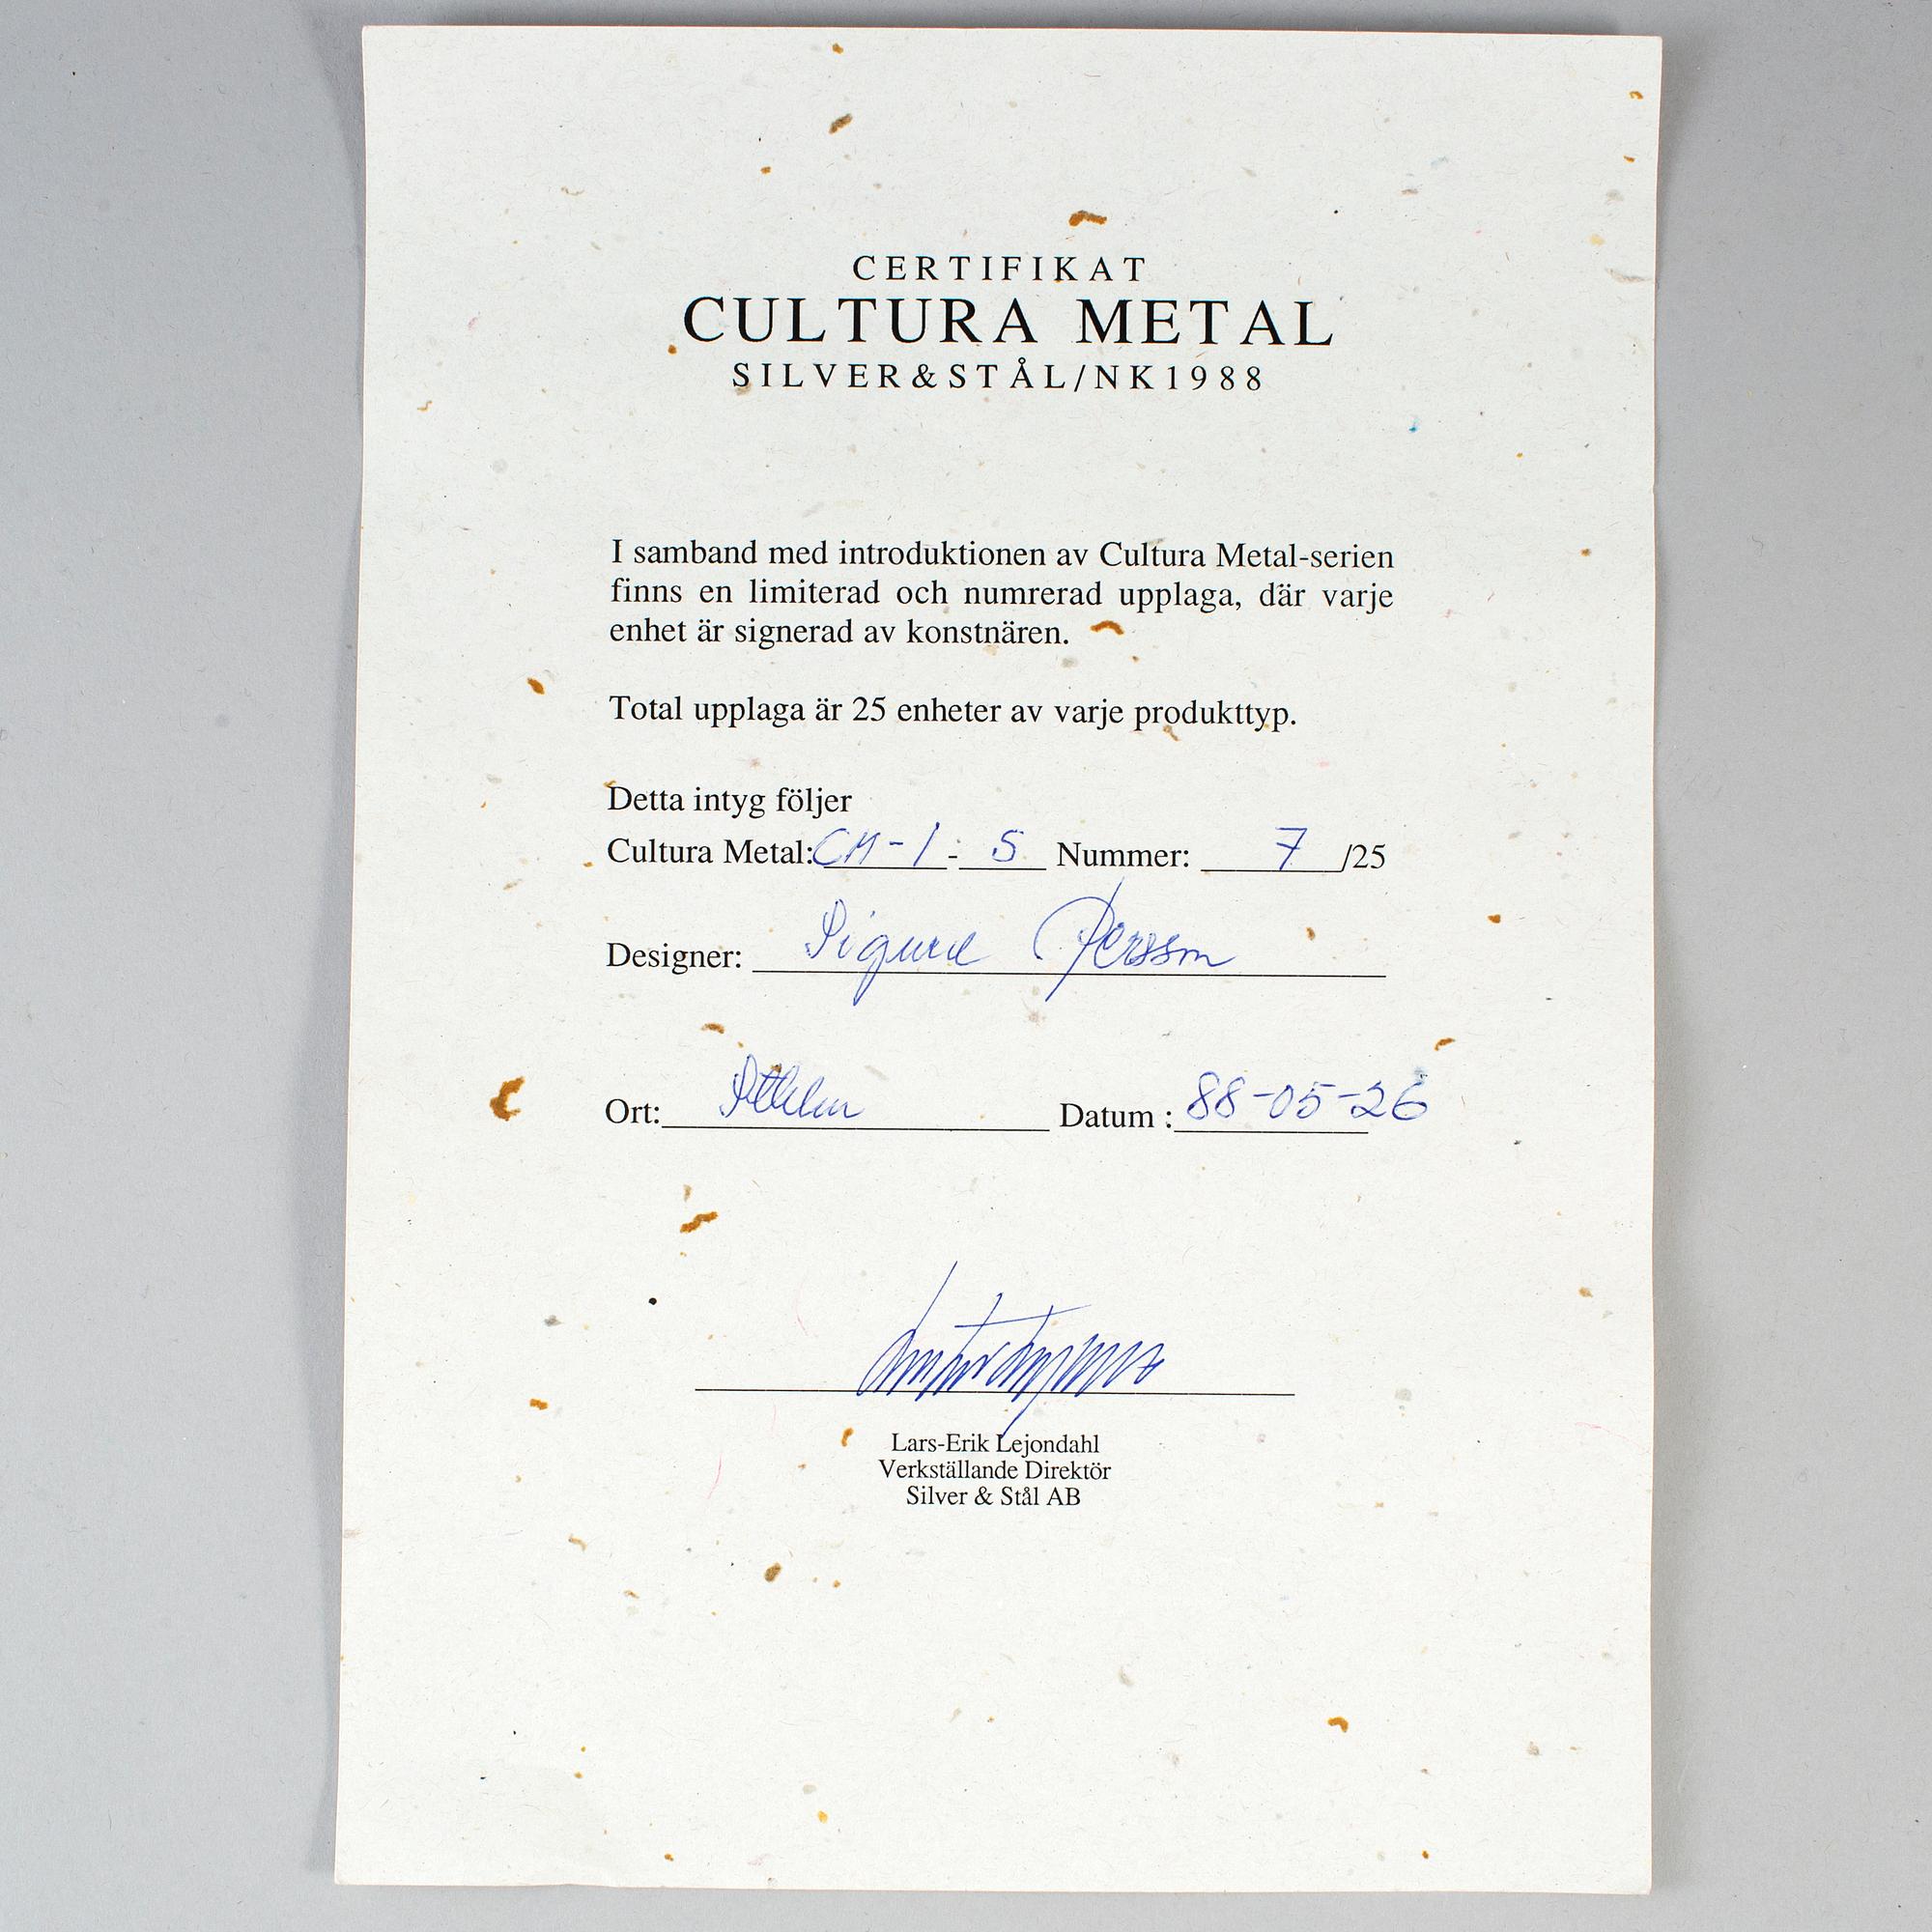 CERTIFIKAT
CULTURA METAL
SILVER&STÅL/NK1988
I samband med introduktionen av Cultura Metal-serien
finns en limiterad och numrerad upplaga, där varje
enhet är signerad av konstnären.
Total upplaga är 25 enheter av varje produkttyp.
Detta intyg följer
Cultura Metal: CM-1 - S Nummer: 7 /25
Designer: Sigurd Persson
Ort: Sthlm Datum : 88-05-26
Lars-Erik Lejondahl
Verkställande Direktör
Silver & Stål AB